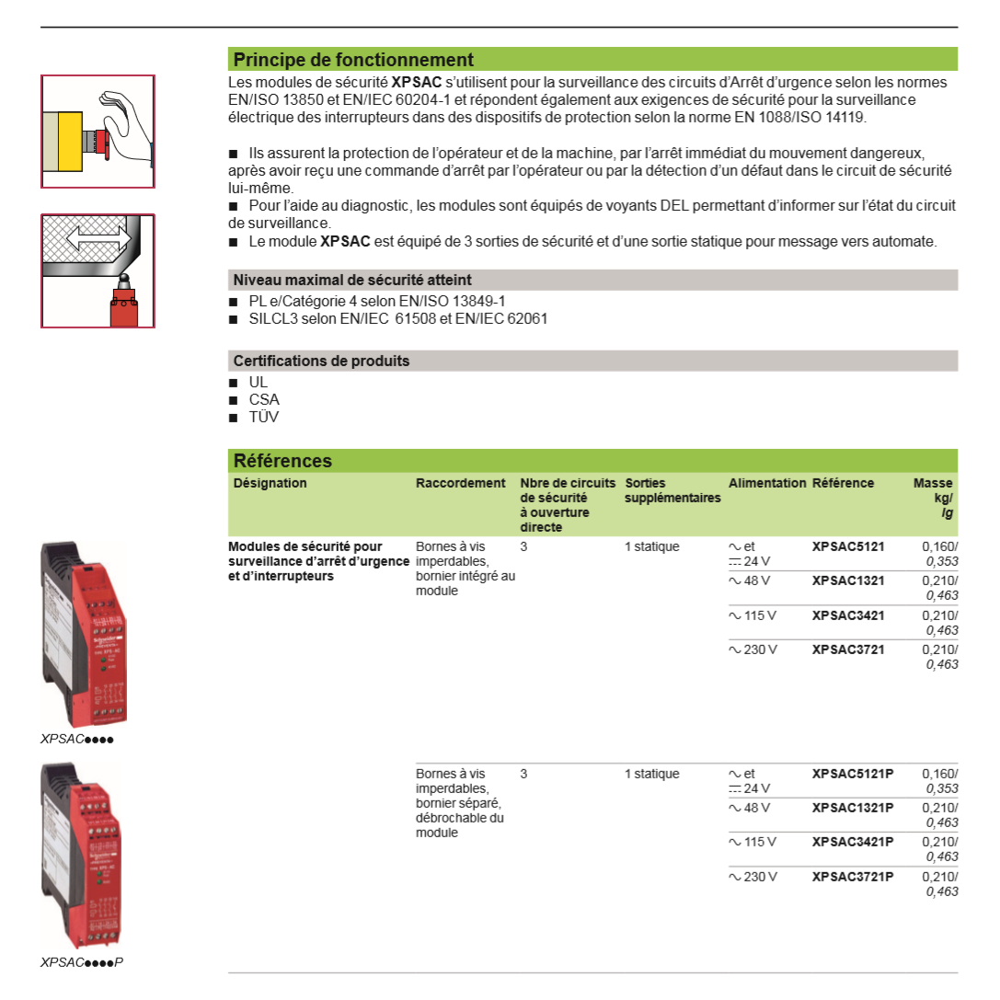 Principe de fonctionnement
Les modules de sécurité XPSAC s’utilisent pour la surveillance des circuits d’Arrêt d’urgence selon les normes
EN/ISO 13850 et EN/IEC 60204-1 et répondent également aux exigences de sécurité pour la surveillance
électrique des interrupteurs dans des dispositifs de protection selon la norme EN 1088/ISO 14119.
■ Ils assurent la protection de l’opérateur et de la machine, par l’arrêt immédiat du mouvement dangereux,
après avoir reçu une commande d’arrêt par l’opérateur ou par la détection d’un défaut dans le circuit de sécurité
lui-même.
■ Pour l’aide au diagnostic, les modules sont équipés de voyants DEL permettant d’informer sur l’état du circuit
de surveillance.
■ Le module XPSAC est équipé de 3 sorties de sécurité et d’une sortie statique pour message vers automate.
Niveau maximal de sécurité atteint
■ PL e/Catégorie 4 selon EN/ISO 13849-1
■ SILCL3 selon EN/IEC 61508 et EN/IEC 62061
Certifications de produits
■ UL
■ CSA
■ TÜV
Références
Désignation
Raccordement
Nbre de circuits
de sécurité
à ouverture
directe
Sorties
supplémentaires
Alimentation
Référence
Masse
kg/
lg
Modules de sécurité pour
surveillance d’arrêt d’urgence
et d’interrupteurs
Bornes à vis
imperdables,
bornier intégré au
module
3
1 statique
∼ et
⎓ 24 V
XPSAC5121
0,160/
0,353
∼ 48 V
XPSAC1321
0,210/
0,463
∼ 115 V
XPSAC3421
0,210/
0,463
∼ 230 V
XPSAC3721
0,210/
0,463
XPSAC●●●●
Bornes à vis
imperdables,
bornier séparé,
débrochable du
module
3
1 statique
∼ et
⎓ 24 V
XPSAC5121P
0,160/
0,353
∼ 48 V
XPSAC1321P
0,210/
0,463
∼ 115 V
XPSAC3421P
0,210/
0,463
∼ 230 V
XPSAC3721P
0,210/
0,463
XPSAC●●●●P